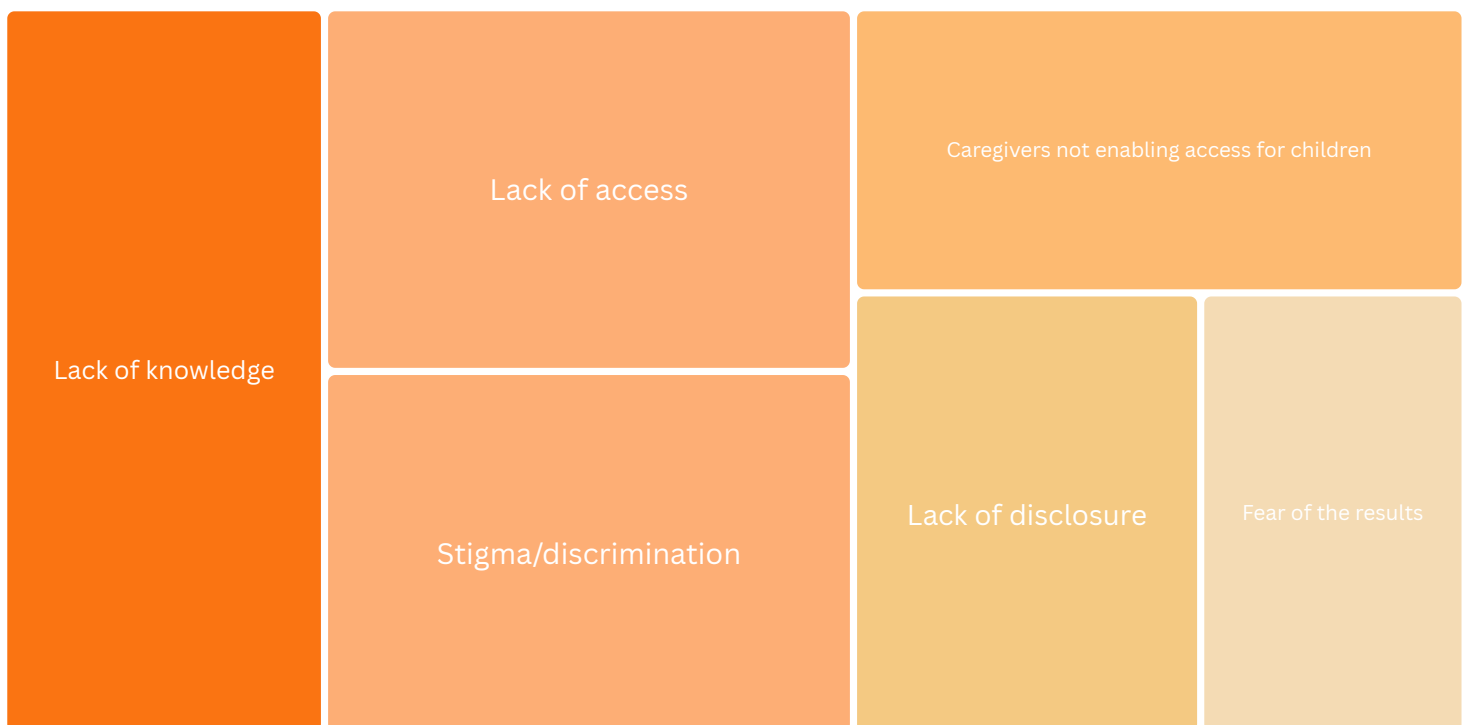 Lack of knowledge
Lack of access
Stigma/discrimination
Caregivers not enabling access for children
Lack of disclosure
Fear of the results